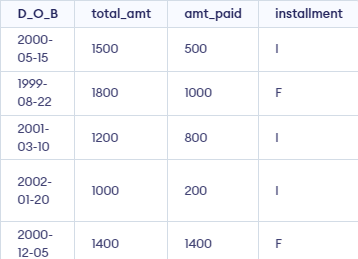 D_O_B total_amt amt_paid installment
2000-
05-15 1500 500 I
1999-
08-22 1800 1000 F
2001-
03-10 1200 800 I
2002-
01-20 1000 200 I
2000-
12-05 1400 1400 F